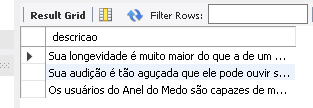 Result Grid Filter Rows:
descricao
Sua longevidade é muito maior do que a de um ...
Sua audição é tão aguçada que ele pode ouvir s...
Os usuários do Anel do Medo são capazes de m...